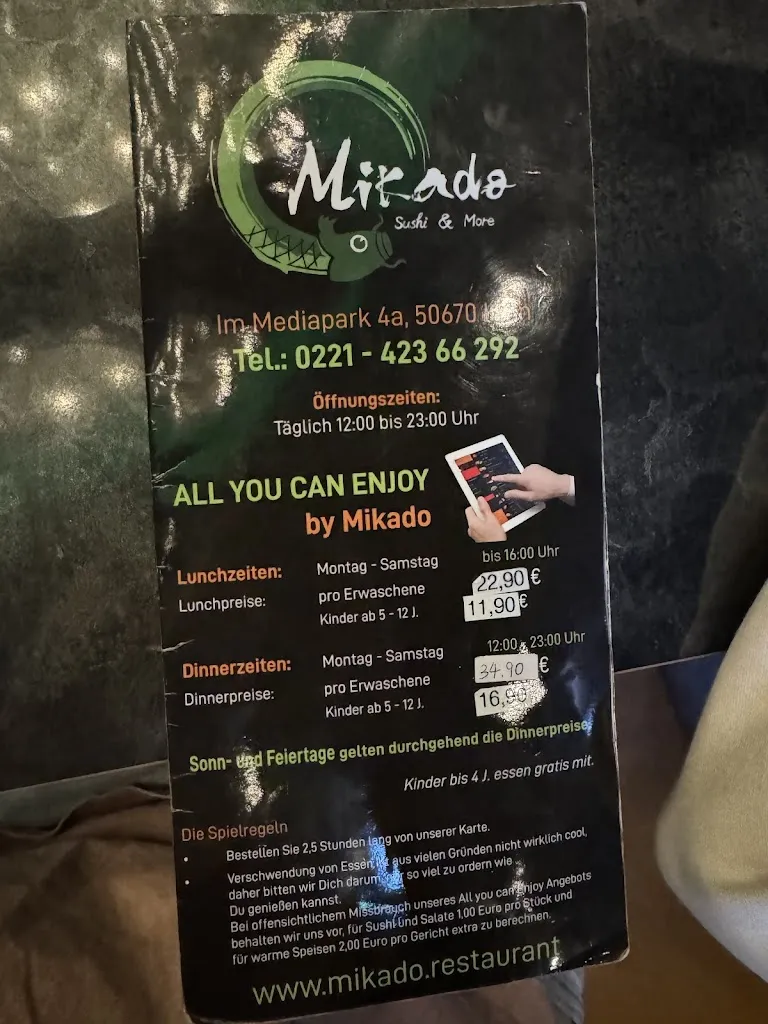 Mikado
Sushi & More
Im Mediapark 4a, 50670
Tel.: 0221 - 423 66 292
Öffnungszeiten:
Täglich 12:00 bis 23:00 Uhr
ALL YOU CAN ENJOY
by Mikado
Lunchzeiten: Montag - Samstag bis 16:00 Uhr
Lunchpreise: pro Erwaschene 22,90 €
Kinder ab 5 - 12 J. 11,90 €
Dinnerzeiten: Montag - Samstag 12:00 - 23:00 Uhr
Dinnerpreise: pro Erwaschene 34.90 €
Kinder ab 5 - 12 J. 16,90
Sonn- und Feiertage gelten durchgehend die Dinnerpreise.
Kinder bis 4 J. essen gratis mit.
Die Spielregeln
• Bestellen Sie 2,5 Stunden lang von unserer Karte.
• Verschwendung von Essen ist aus vielen Gründen nicht wirklich cool,
daher bitten wir Dich darum, nur so viel zu ordern wie
Du genießen kannst.
Bei offensichtlichem Missbrauch unseres All you can enjoy Angebots
behalten wir uns vor, für Sushi und Salate 1,00 Euro pro Stück und
für warme Speisen 2,00 Euro pro Gericht extra zu berechnen.
www.mikado.restaurant